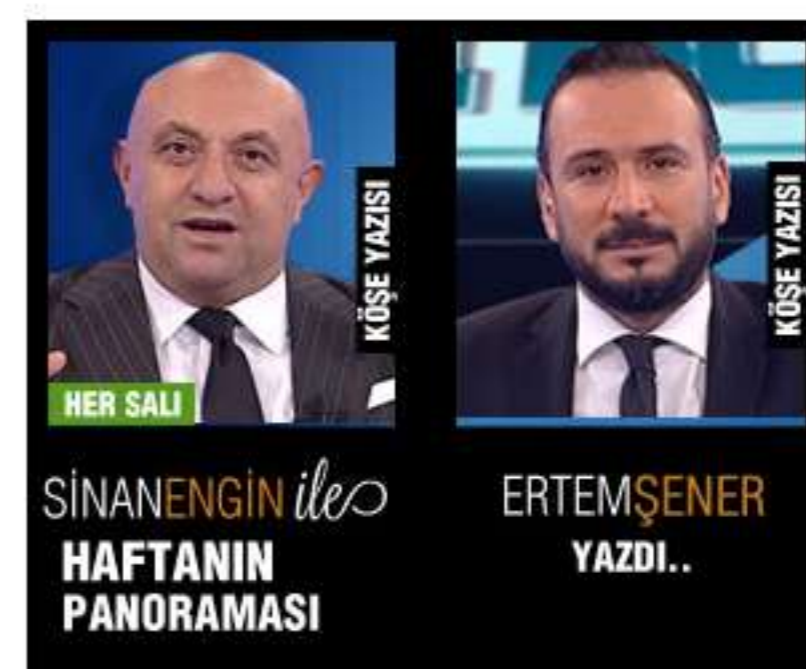 KÖŞE YAZISI
HER SALI
SİNANENGİN ile
HAFTANIN
PANORAMASI
KÖŞE YAZISI
ERTEMŞENER
YAZDI..